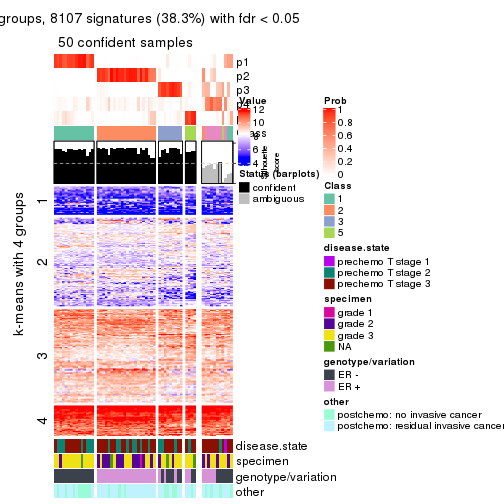 groups, 8107 signatures (38.3%) with fdr < 0.05
50 confident samples
p1
p2
p3
p4
k-means with 4 groups
1
2
3
4
Value
12
10
8
6
4
Status (barplots)
confident
ambiguous
Silhouette
score
Prob
1
0.8
0.6
0.4
0.2
0
Class
1
2
3
5
disease.state
prechemo T stage 1
prechemo T stage 2
prechemo T stage 3
specimen
grade 1
grade 2
grade 3
NA
genotype/variation
ER -
ER +
other
postchemo: no invasive cancer
postchemo: residual invasive cancer
disease.state
specimen
genotype/variation
other